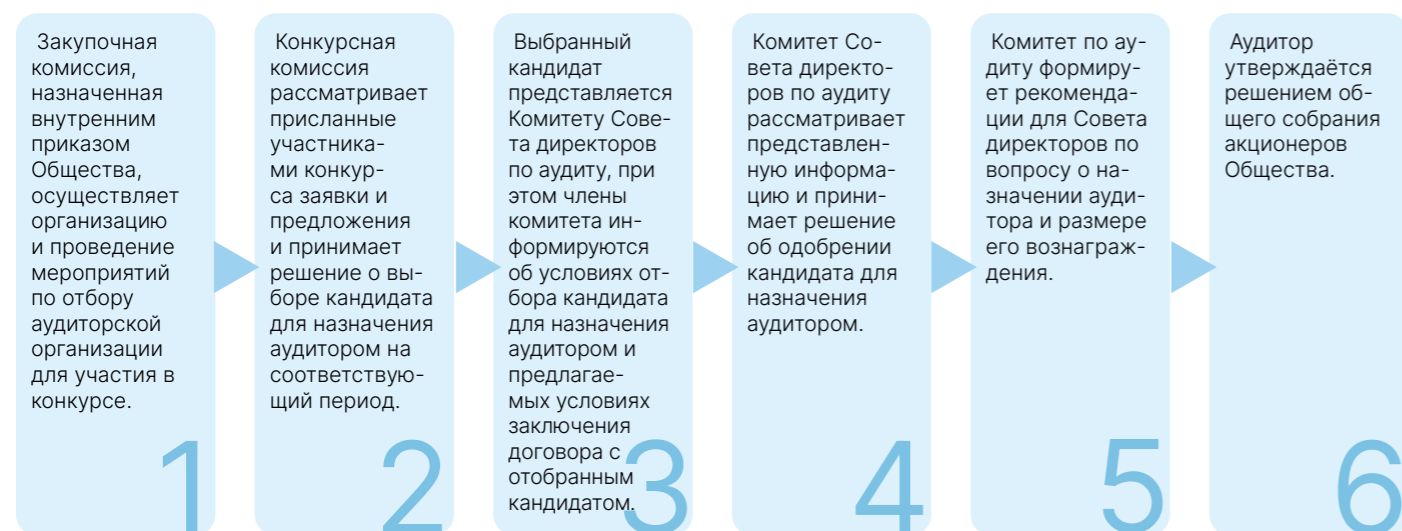 Закупочная
комиссия,
назначенная
внутренним
приказом
Общества,
осуществляет
организацию
и проведение
мероприятий
по отбору
аудиторской
организации
для участия в
конкурсе.
1
Конкурсная
комиссия
рассматривает
присланные
участника-
ми конкур-
са заявки и
предложения
и принимает
решение о вы-
боре кандидата
для назначения
аудитором на
соответствую-
щий период.
2
Выбранный
кандидат
представляется
Комитету Сове-
та директоров
по аудиту, при
этом члены
комитета ин-
формируются
об условиях от-
бора кандидата
для назначения
аудитором и
предлагае-
мых условиях
заключения
договора с
отобранным
кандидатом.
3
Комитет Со-
вета директо-
ров по аудиту
рассматривает
представлен-
ную информа-
цию и прини-
мает решение
об одобрении
кандидата для
назначения
аудитором.
4
Комитет по ау-
диту формиру-
ет рекоменда-
ции для Совета
директоров по
вопросу о на-
значении ауди-
тора и размере
его вознаграж-
дения.
5
Аудитор
утверждаётся
решением об-
щего собрания
акционеров
Общества.
6